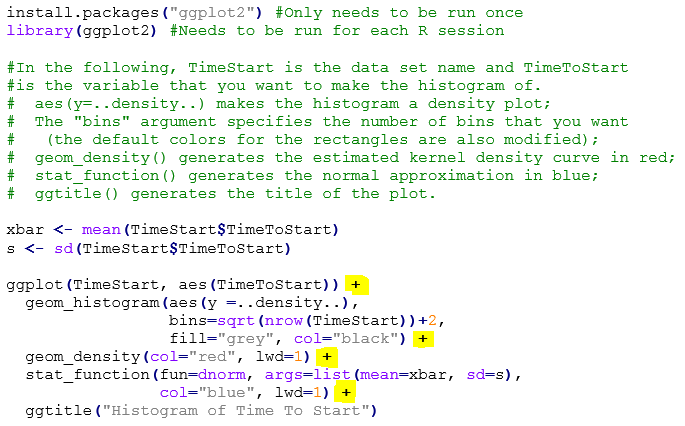 install.packages("ggplot2") #Only needs to be run once
library(ggplot2) #Needs to be run for each R session
#In the following, TimeStart is the data set name and TimeToStart
#is the variable that you want to make the histogram of.
#  aes(y=..density..) makes the histogram a density plot;
#  The "bins" argument specifies the number of bins that you want
#   (the default colors for the rectangles are also modified);
#  geom_density() generates the estimated kernel density curve in red;
#  stat_function() generates the normal approximation in blue;
#  ggtitle() generates the title of the plot.
xbar <- mean(TimeStart$TimeToStart)
s <- sd(TimeStart$TimeToStart)
ggplot(TimeStart, aes(TimeToStart)) +
  geom_histogram(aes(y =..density..),
                 bins=sqrt(nrow(TimeStart))+2,
                 fill="grey", col="black") +
  geom_density(col="red", lwd=1) +
  stat_function(fun=dnorm, args=list(mean=xbar, sd=s),
                col="blue", lwd=1) +
  ggtitle("Histogram of Time To Start")